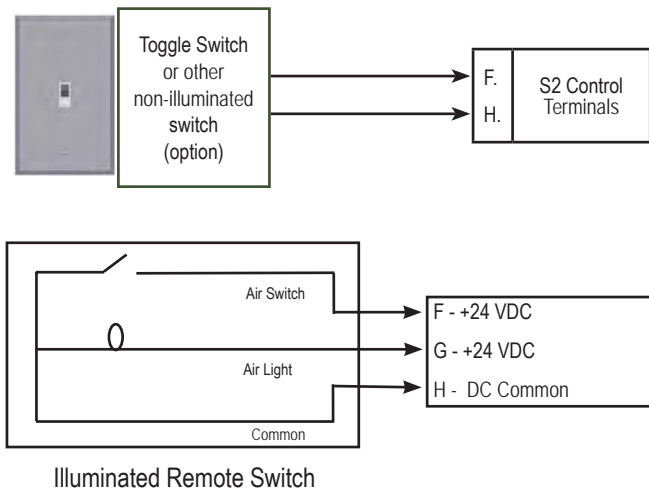 Toggle Switch
or other
non-illuminated
switch
(option)
F.
H.
S2 Control
Terminals
Air Switch
Air Light
Common
F - +24 VDC
G - +24 VDC
H - DC Common
Illuminated Remote Switch